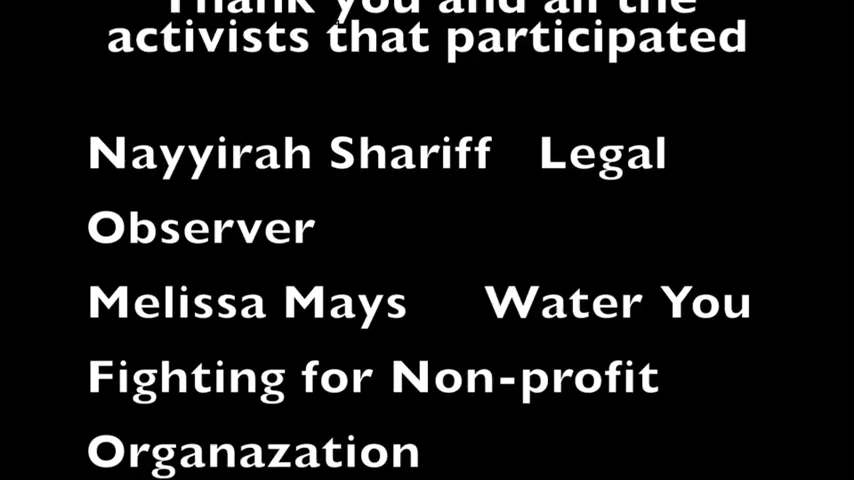 Thank you and all the
activists that participated
Nayyirah Shariff Legal
Observer
Melissa Mays Water You
Fighting for Non-profit
Organazation